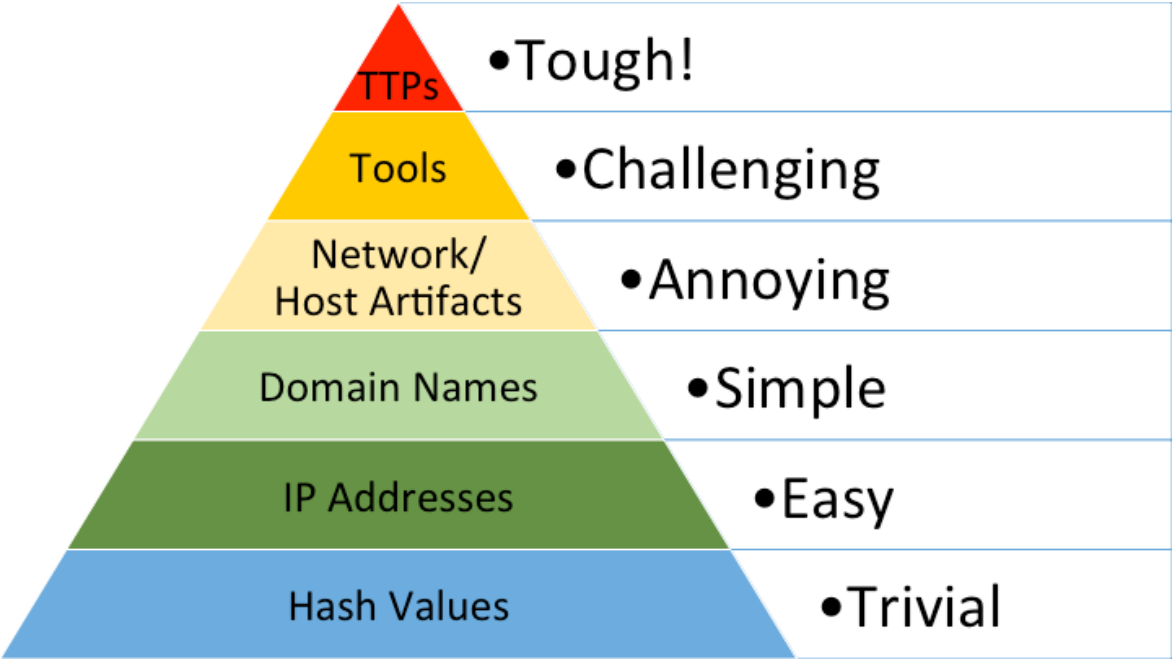 TTPs
•Tough!
Tools
•Challenging
Network/
Host Artifacts
•Annoying
Domain Names
•Simple
IP Addresses
•Easy
Hash Values
•Trivial